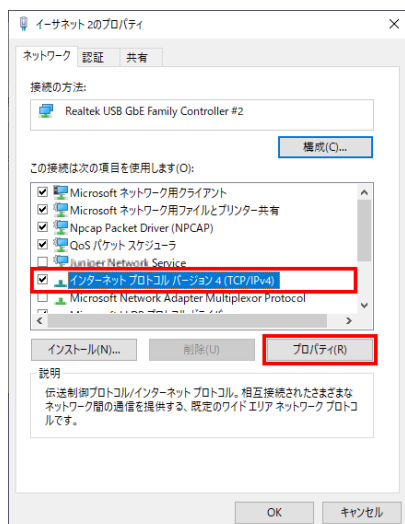 イーサネット 2のプロパティ
ネットワーク 認証 共有
接続の方法:
Realtek USB GbE Family Controller #2
構成(C)...
この接続は次の項目を使用します(O):
Microsoft ネットワーク用クライアント
Microsoft ネットワーク用ファイルとプリンター共有
Npcap Packet Driver (NPCAP)
QoS パケット スケジューラ
Juniper Network Service
インターネット プロトコル バージョン 4 (TCP/IPv4)
Microsoft Network Adapter Multiplexor Protocol
インストール(N)... 削除(U) プロパティ(R)
説明
伝送制御プロトコル/インターネット プロトコル。相互接続されたさまざまな
ネットワーク間の通信を提供する、既定のワイド エリア ネットワーク プロトコ
ルです。
OK キャンセル